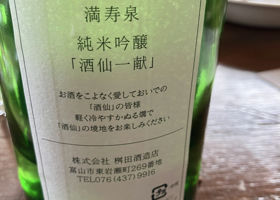 満寿泉
純米吟醸
「酒仙一献」
お酒をこよなく愛しておいでの
「酒仙」の皆様
軽く冷やすかぬる燗で
「酒仙」の境地をお楽しみください
株式会社 桝田酒造店
富山市東岩瀬町269番地
TEL076(437)9916